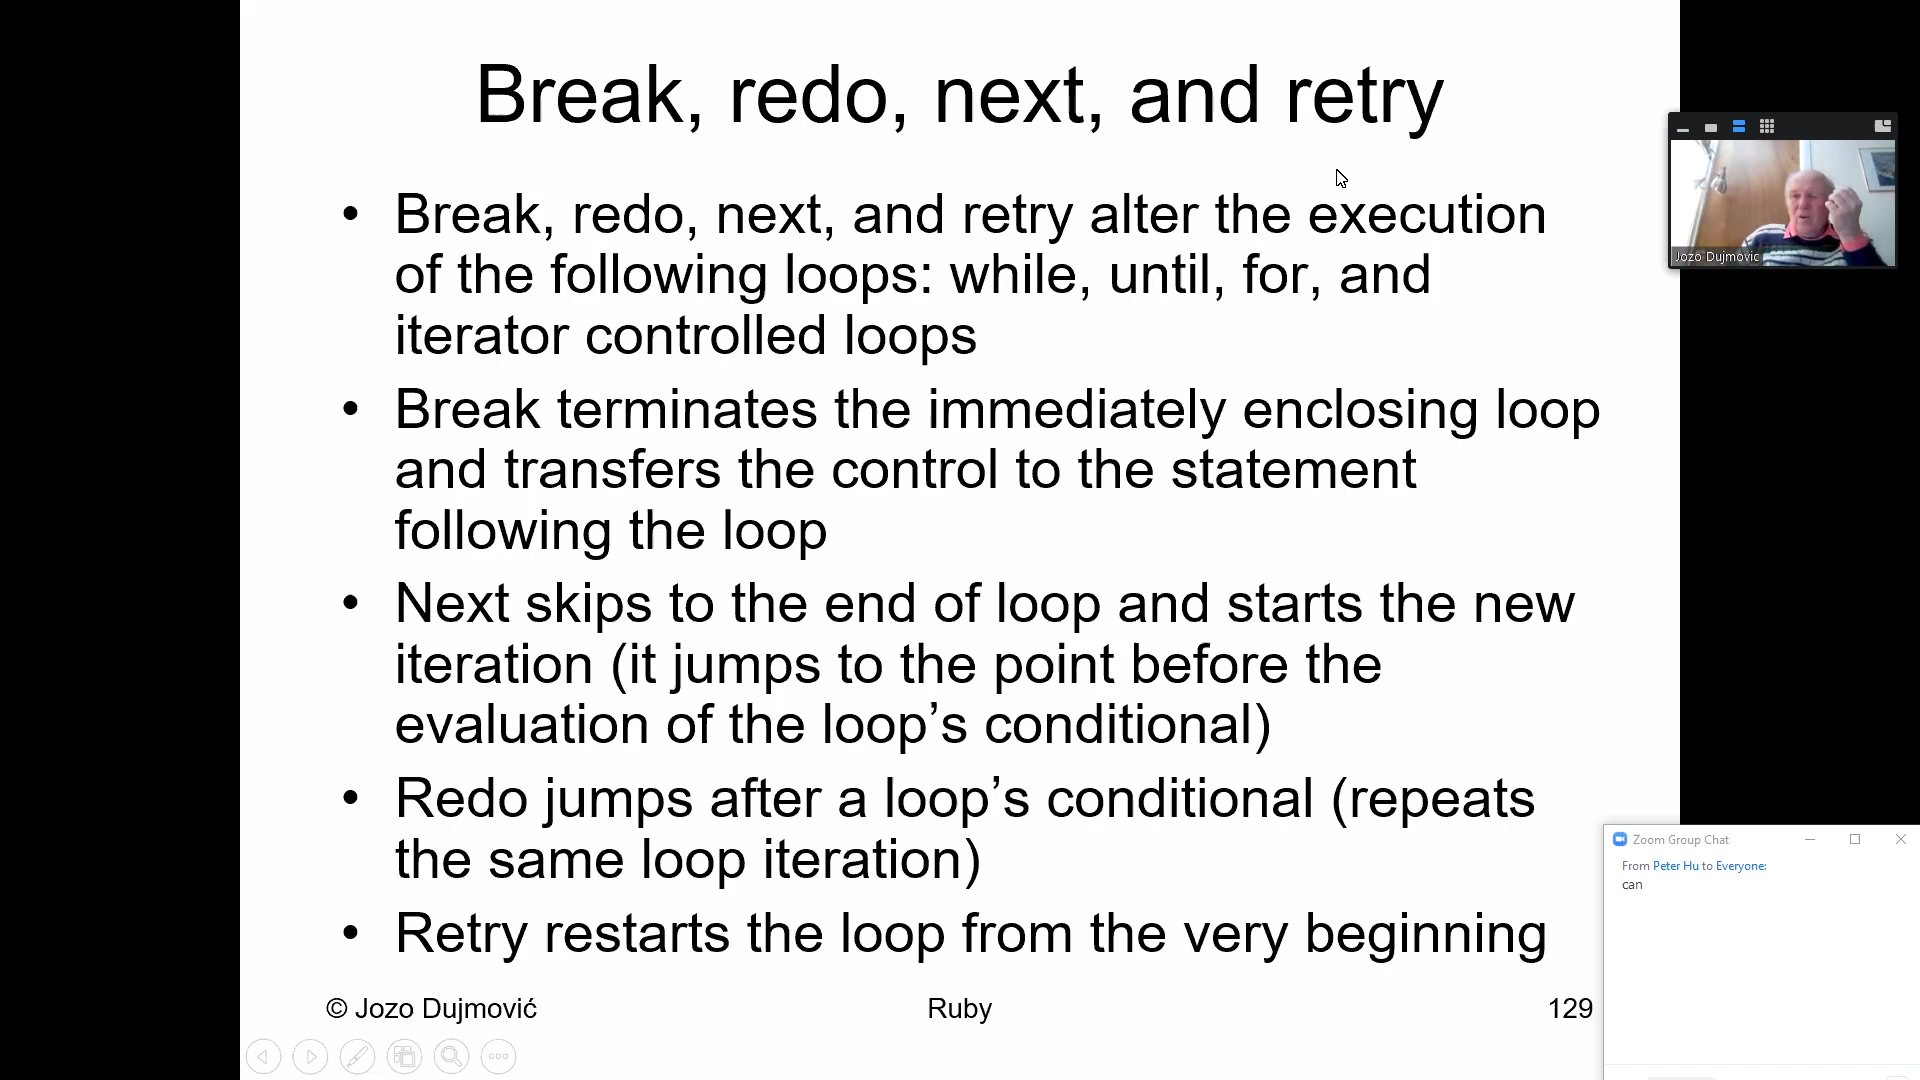 Break, redo, next, and retry
• Break, redo, next, and retry alter the execution
of the following loops: while, until, for, and
iterator controlled loops
• Break terminates the immediately enclosing loop
and transfers the control to the statement
following the loop
• Next skips to the end of loop and starts the new
iteration (it jumps to the point before the
evaluation of the loop’s conditional)
• Redo jumps after a loop’s conditional (repeats
the same loop iteration)
• Retry restarts the loop from the very beginning
© Jozo Dujmović
Ruby
129
Jozo Dujmovic
Zoom Group Chat
From Peter Hu to Everyone:
can